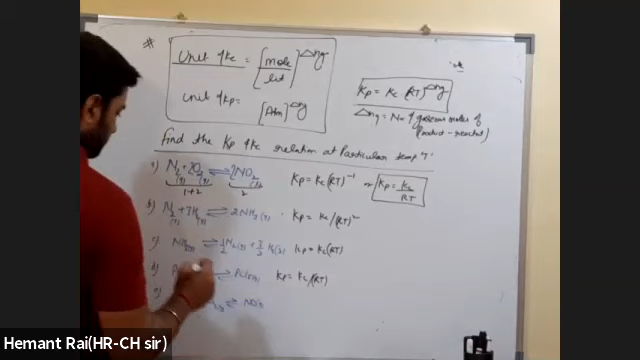 # Unit of Kc = [mole/lit]^Δng
Unit of Kp = [Atm]^Δng
Kp = Kc (RT)^Δng
Δng = No of gaseous moles of
Product - reactant)
find the Kp & Kc relation at Particular temp "T"
a) N2(g) + 2O2(g) ⇌ 2NO2(g) Kp = Kc (RT)^-1 or Kp = Kc/RT
1+2 2
b) ⇌ 2NH3(g) Kp = Kc/(RT)^2
c) NH3(g) ⇌ 1/2 N2(g) + 3/2 H2(g) Kp = Kc(RT)
d) ⇌ PCl5(g) Kp = Kc/(RT)
e) ⇌
Hemant Rai(HR-CH sir)